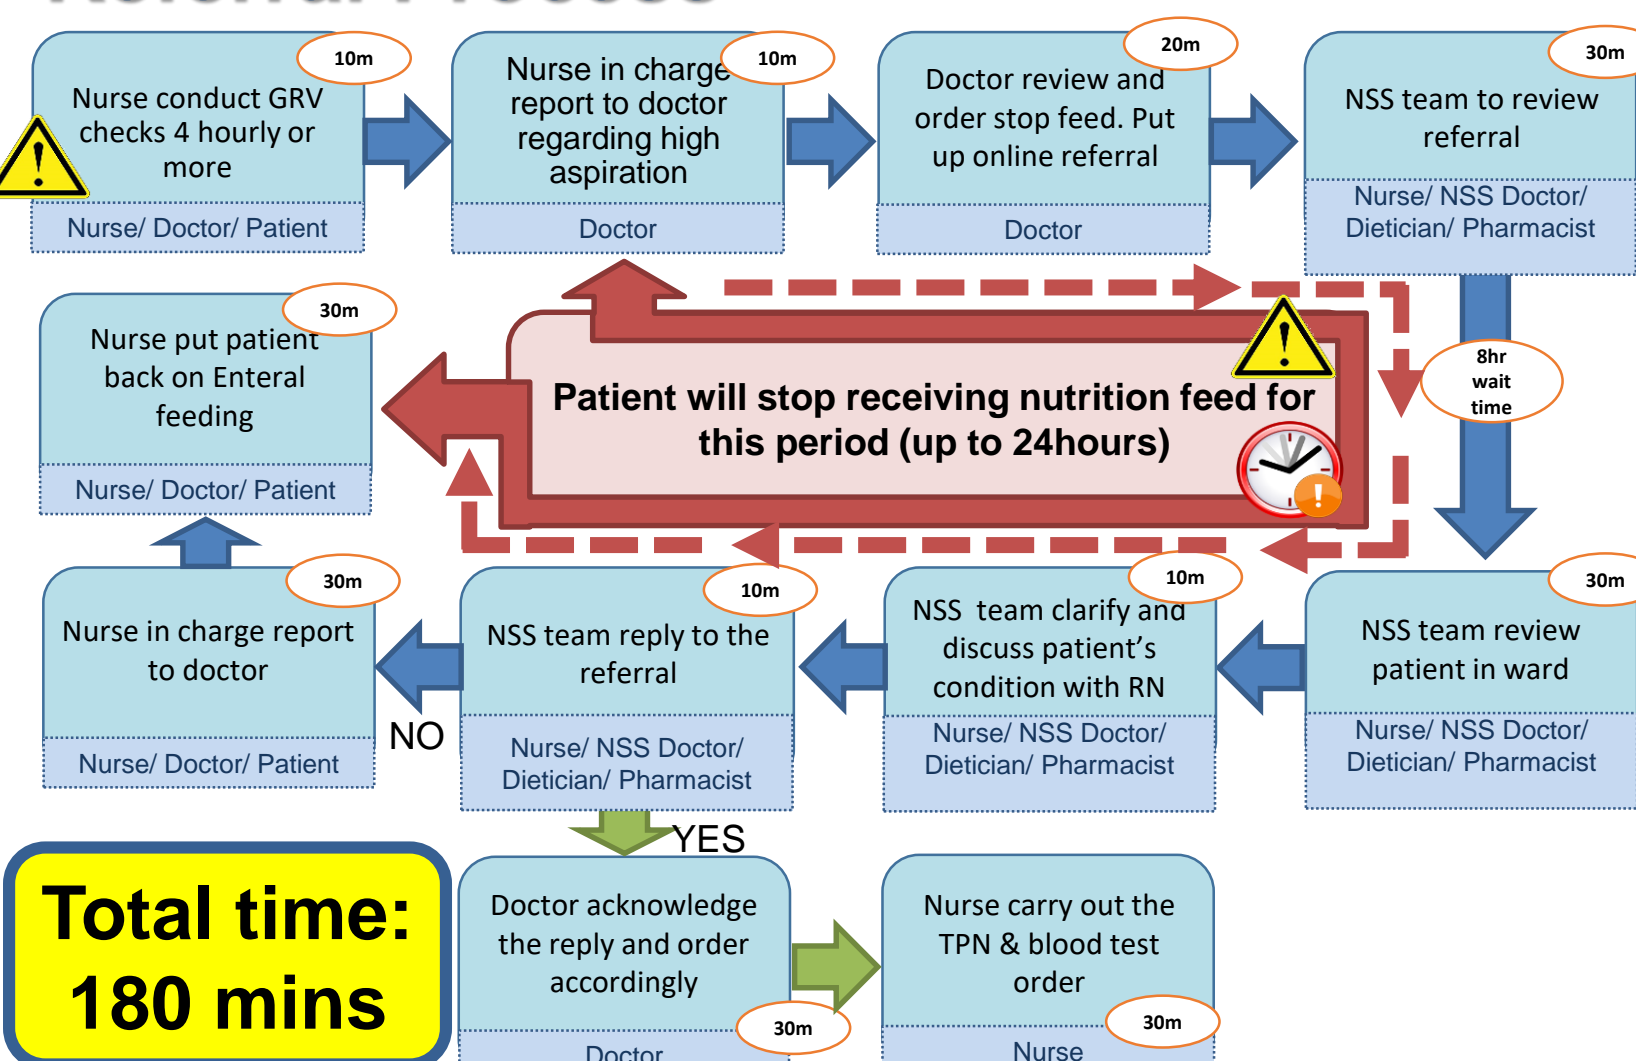 Referral Process
10m
Nurse conduct GRV
checks 4 hourly or
more
Nurse/ Doctor/ Patient
10m
Nurse in charge
report to doctor
regarding high
aspiration
Doctor
20m
Doctor review and
order stop feed. Put
up online referral
Doctor
30m
NSS team to review
referral
Nurse/ NSS Doctor/
Dietician/ Pharmacist
30m
Nurse put patient
back on Enteral
feeding
Nurse/ Doctor/ Patient
Patient will stop receiving nutrition feed for
this period (up to 24hours)
8hr
wait
time
30m
Nurse in charge report
to doctor
Nurse/ Doctor/ Patient
NO
10m
NSS team reply to the
referral
Nurse/ NSS Doctor/
Dietician/ Pharmacist
10m
NSS team clarify and
discuss patient's
condition with RN
Nurse/ NSS Doctor/
Dietician/ Pharmacist
30m
NSS team review
patient in ward
Nurse/ NSS Doctor/
Dietician/ Pharmacist
YES
Total time:
180 mins
Doctor acknowledge
the reply and order
accordingly
30m
Doctor
Nurse carry out the
TPN & blood test
order
30m
Nurse